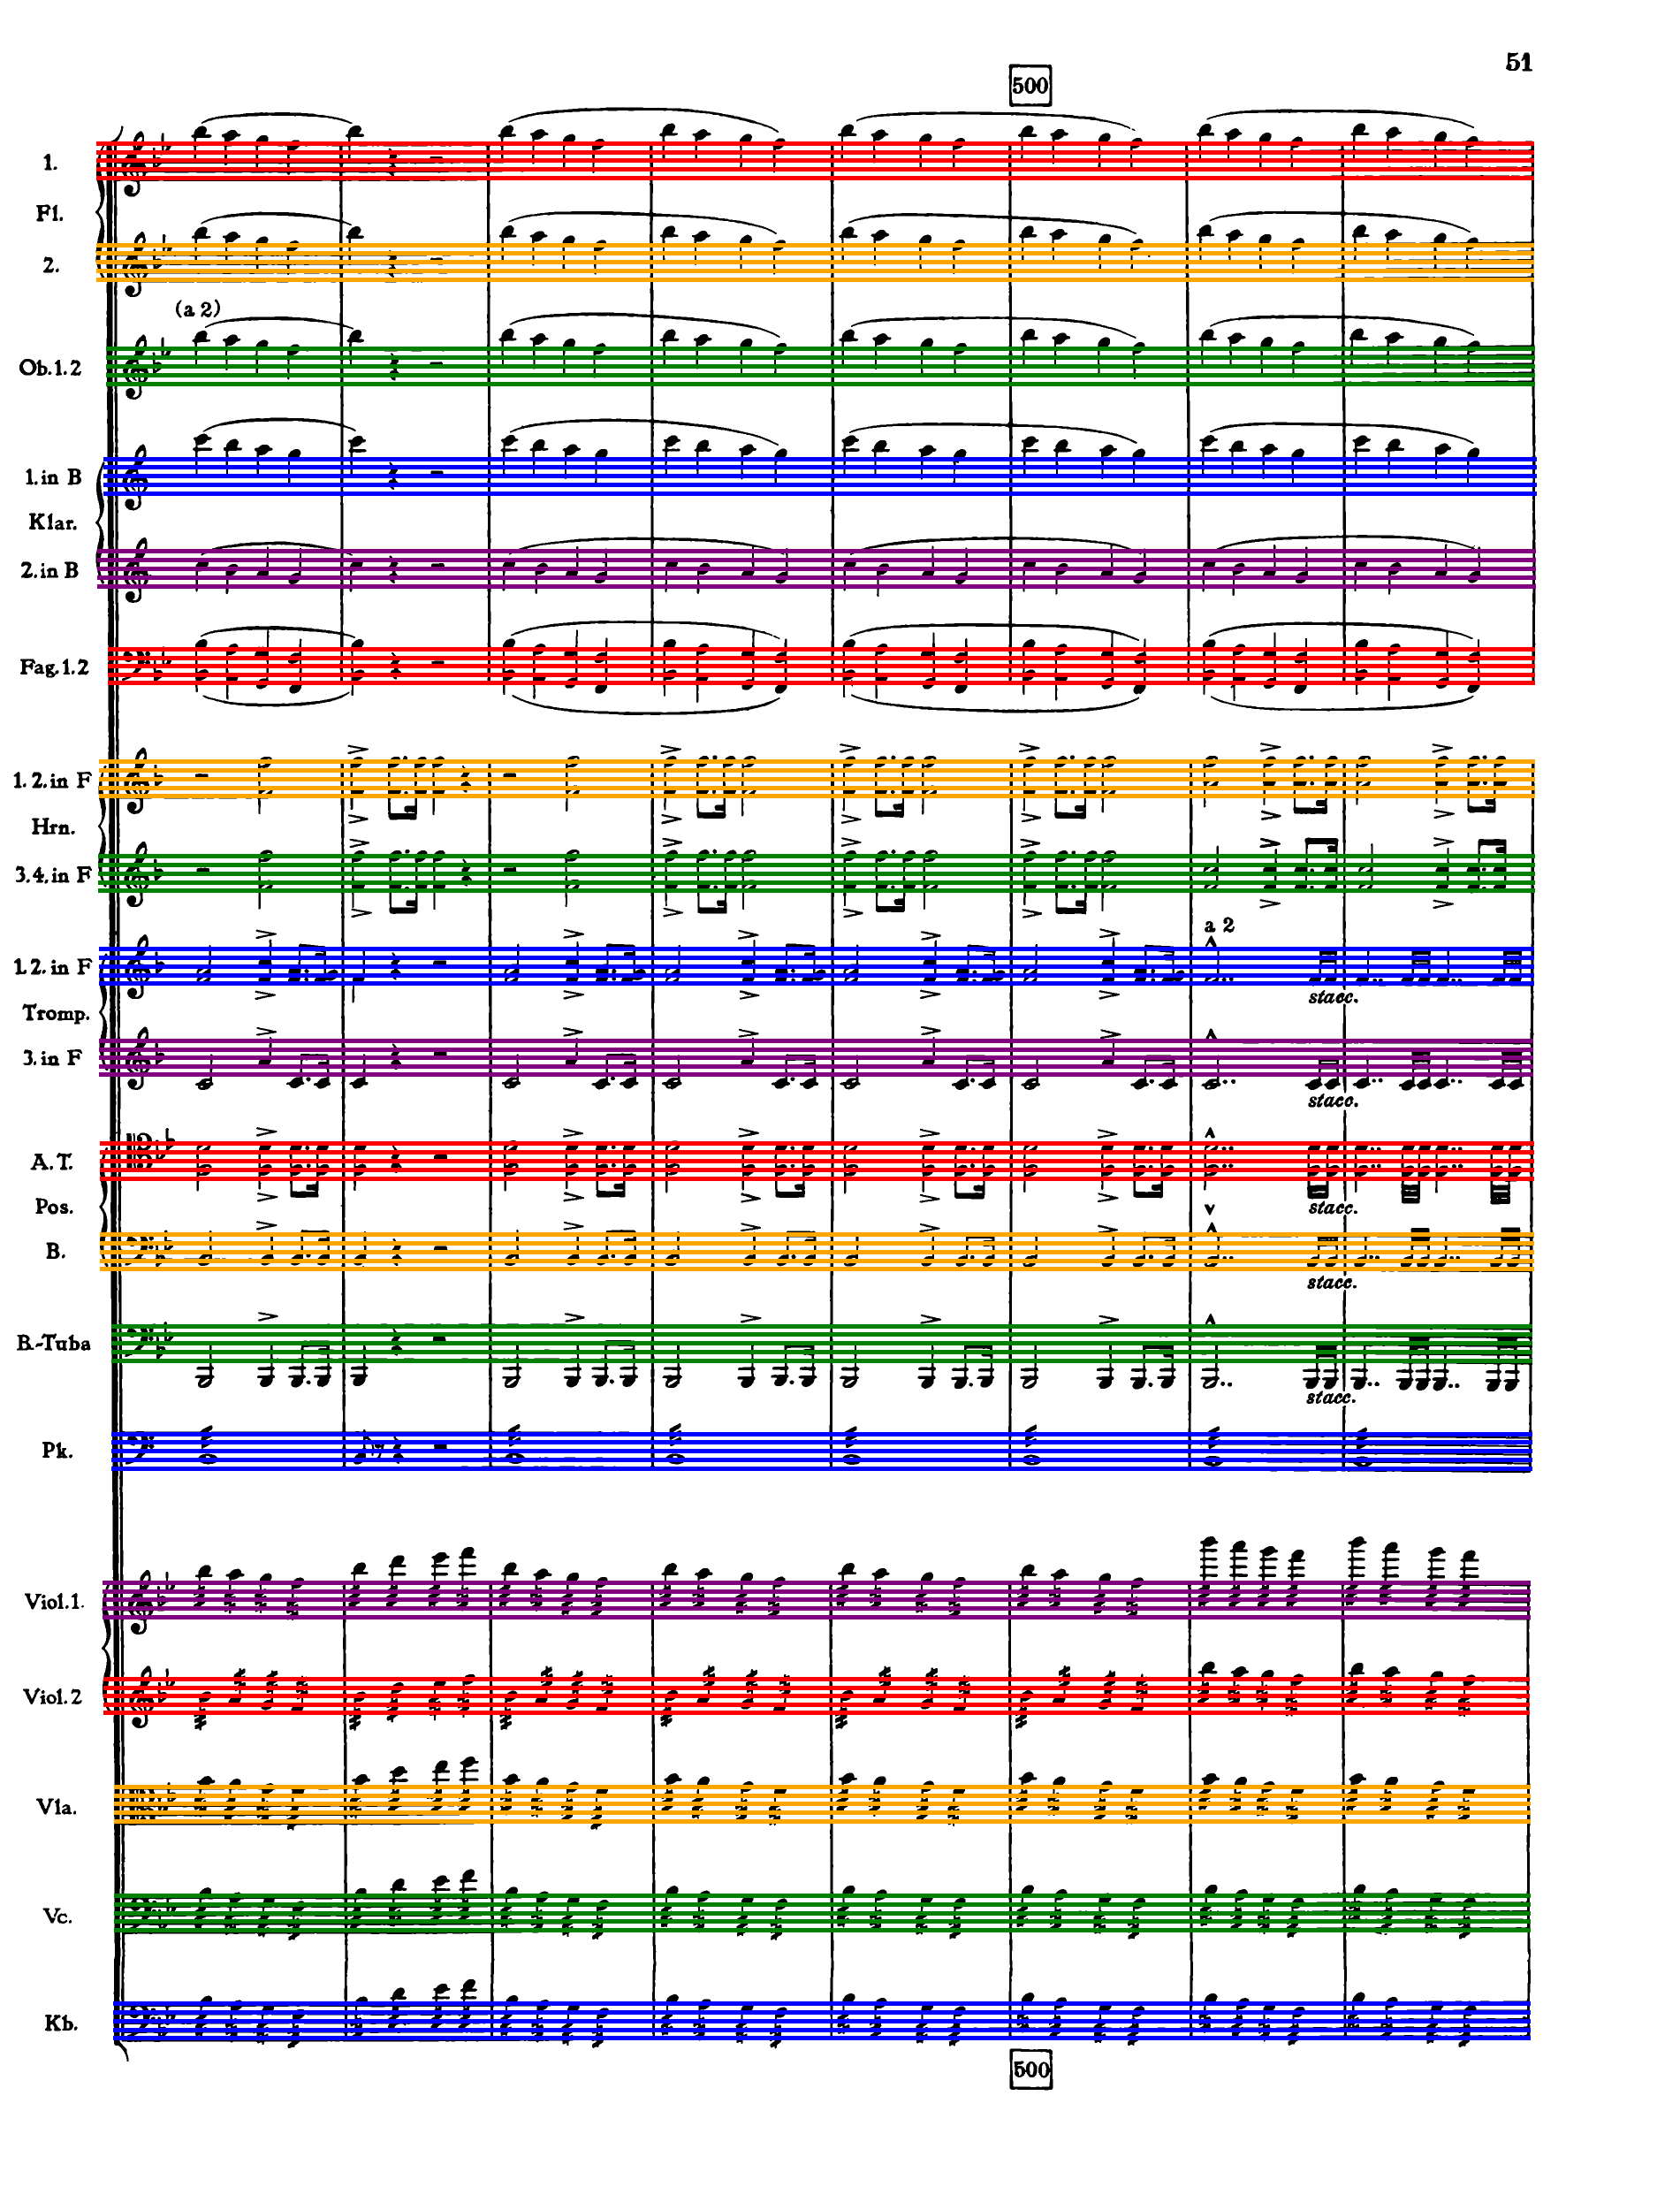 51
500
1.
Fl.
2.
(a 2)
Ob.1.2
1. in B
Klar.
2. in B
Fag.1.2
1. 2. in F
Hrn.
3. 4. in F
a 2
1. 2. in F
stacc.
Tromp.
3. in F
stacc.
A. T.
Pos.
stacc.
B.
stacc.
B.-Tuba
stacc.
Pk.
Viol.1.
Viol.2
Vla.
Vc.
Kb.
500